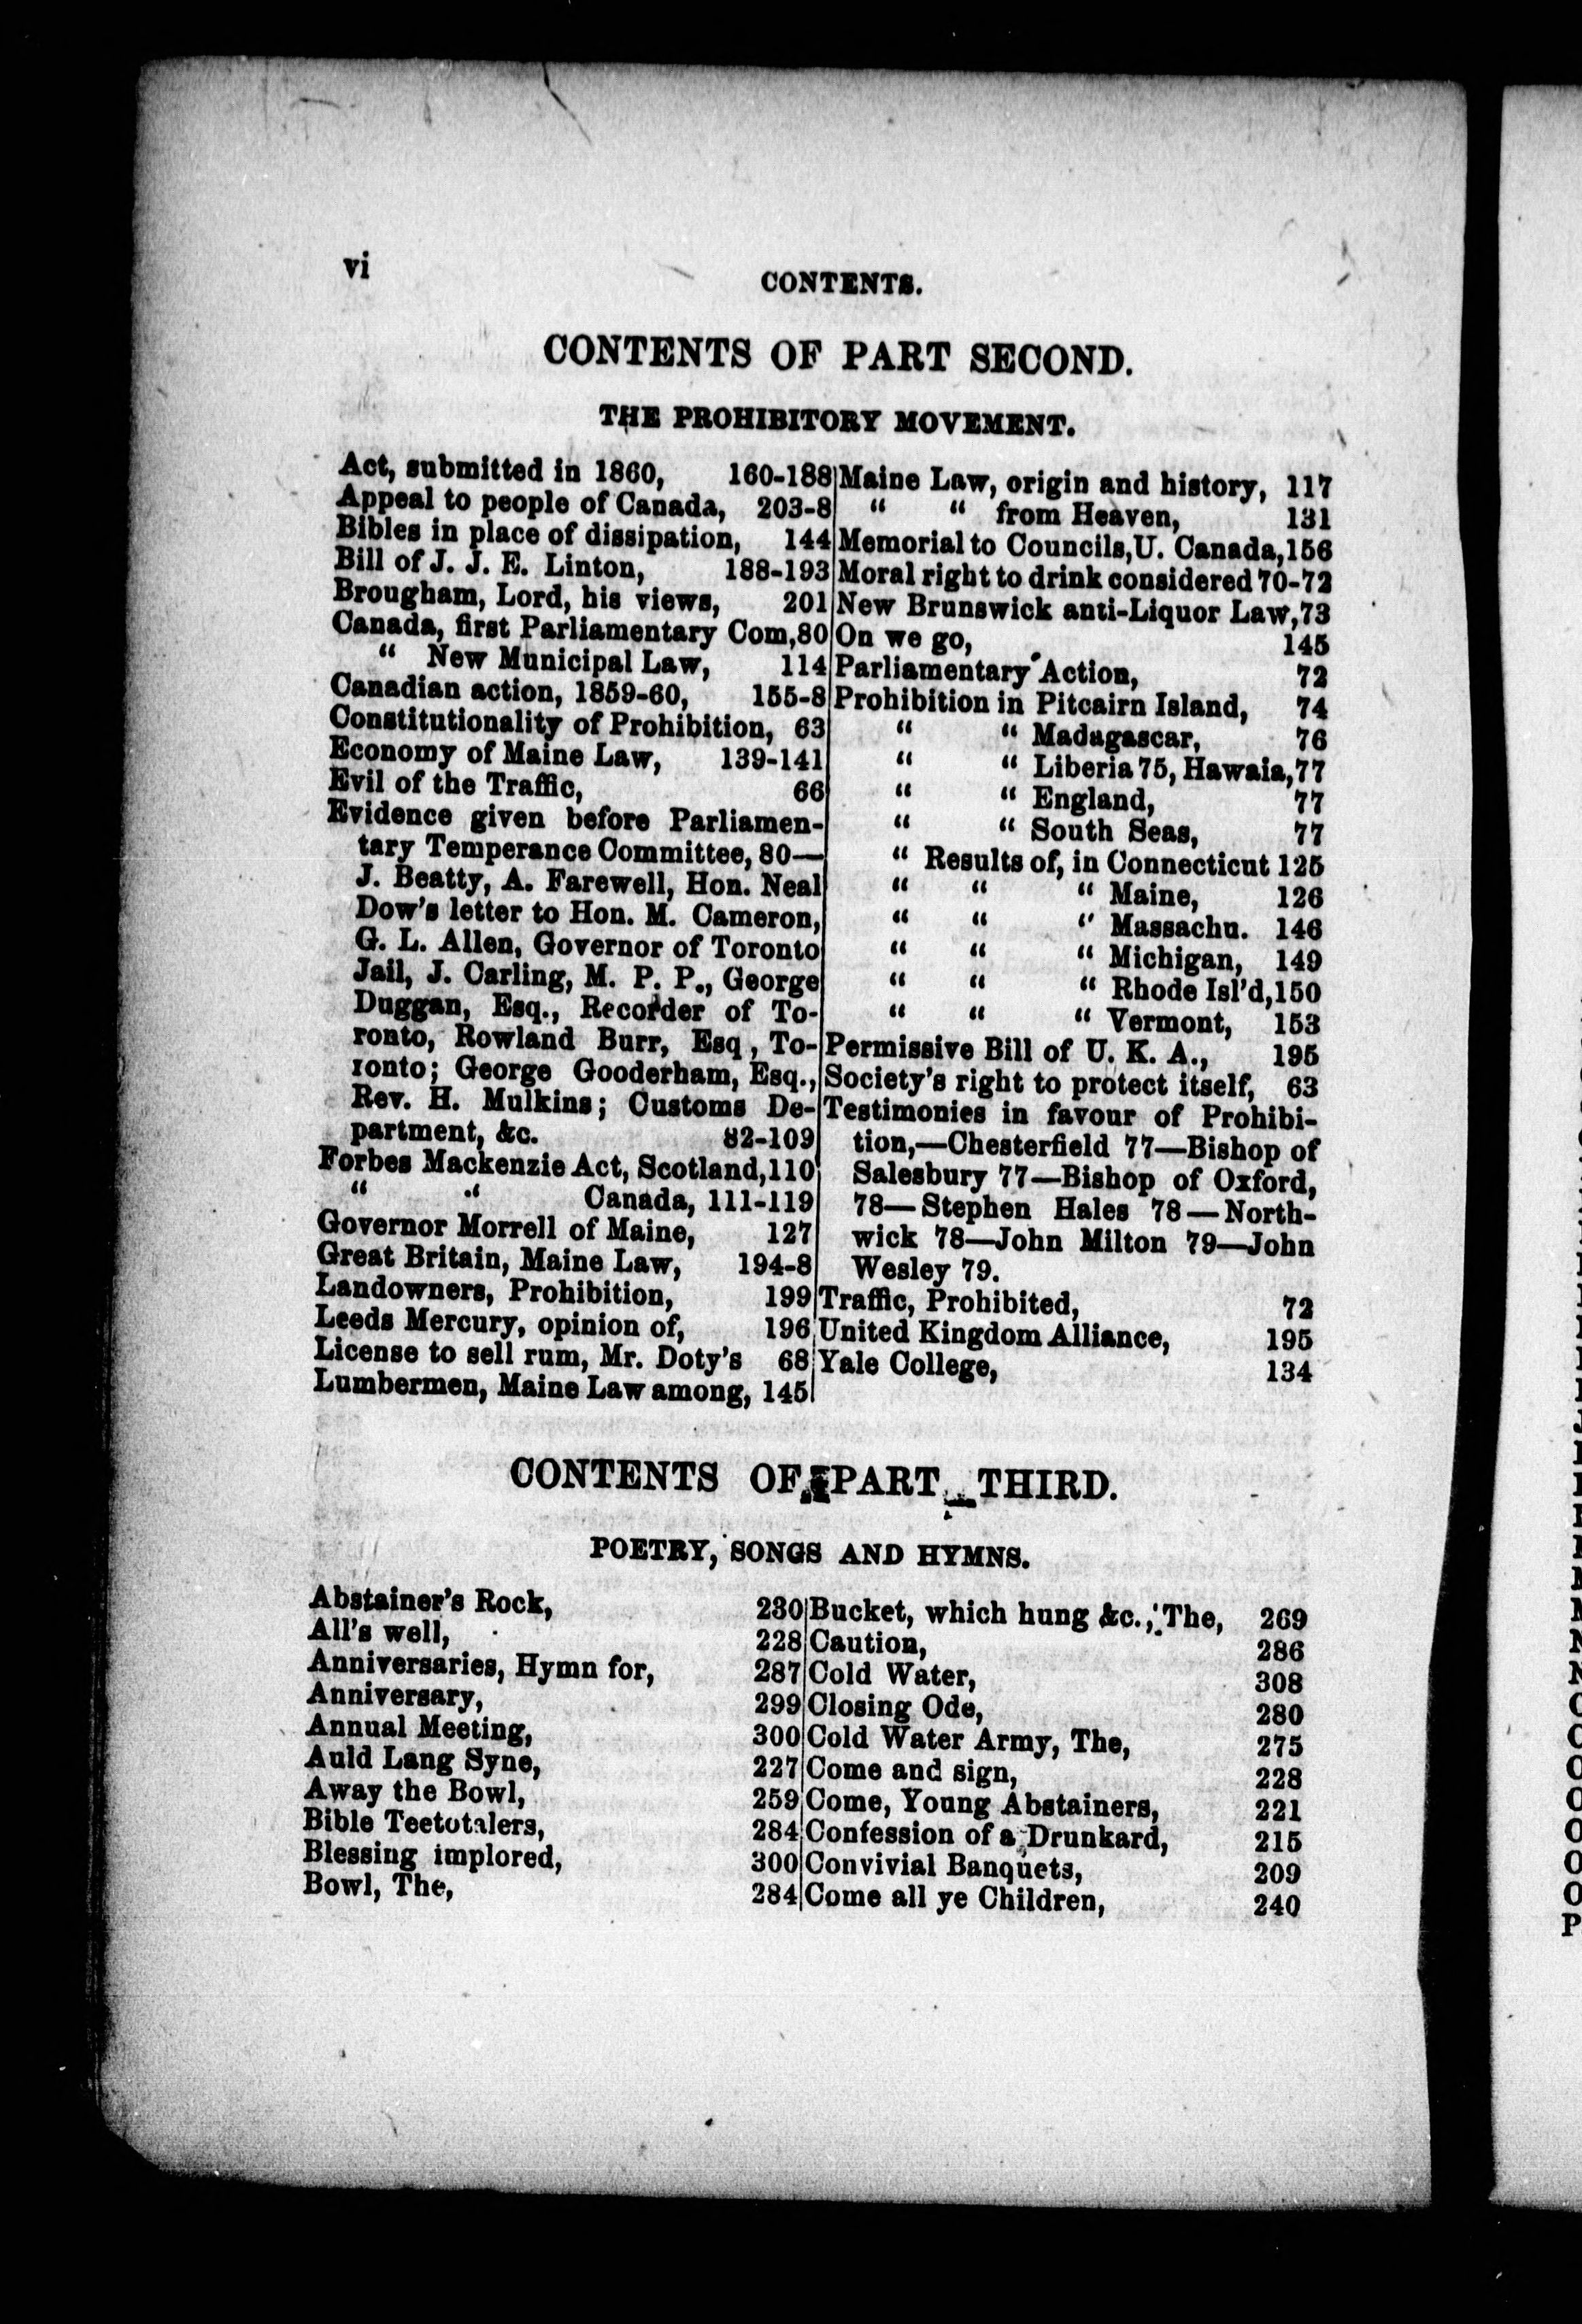 vi
CONTENTS.
CONTENTS OF PART SECOND.
THE PROHIBITORY MOVEMENT.
Act, submitted in 1860, 160-188
Appeal to people of Canada, 203-8
Bibles in place of dissipation, 144
Bill of J. J. E. Linton, 188-193
Brougham, Lord, his views, 201
Canada, first Parliamentary Com,80
“ New Municipal Law, 114
Canadian action, 1859-60, 155-8
Constitutionality of Prohibition, 63
Economy of Maine Law, 139-141
Evil of the Traffic, 66
Evidence given before Parliamen-
tary Temperance Committee, 80—
J. Beatty, A. Farewell, Hon. Neal
Dow's letter to Hon. M. Cameron,
G. L. Allen, Governor of Toronto
Jail, J. Carling, M. P. P., George
Duggan, Esq., Recorder of To-
ronto, Rowland Burr, Esq , To-
ronto; George Gooderham, Esq.,
Rev. H. Mulkins; Customs De-
partment, &c. 82-109
Forbes Mackenzie Act, Scotland,110
“ “ Canada, 111-119
Governor Morrell of Maine, 127
Great Britain, Maine Law, 194-8
Landowners, Prohibition, 199
Leeds Mercury, opinion of, 196
License to sell rum, Mr. Doty's 68
Lumbermen, Maine Law among, 145
Maine Law, origin and history, 117
“ “ from Heaven, 131
Memorial to Councils,U. Canada,156
Moral right to drink considered 70-72
New Brunswick anti-Liquor Law,73
On we go, 145
Parliamentary Action, 72
Prohibition in Pitcairn Island, 74
“ “ Madagascar, 76
“ “ Liberia 75, Hawaia,77
“ “ England, 77
“ “ South Seas, 77
“ Results of, in Connecticut 125
“ “ “ Maine, 126
“ “ “ Massachu. 146
“ “ “ Michigan, 149
“ “ “ Rhode Isl'd,150
“ “ “ Vermont, 153
Permissive Bill of U. K. A., 195
Society's right to protect itself, 63
Testimonies in favour of Prohibi-
tion,—Chesterfield 77—Bishop of
Salesbury 77—Bishop of Oxford,
78—Stephen Hales 78—North-
wick 78—John Milton 79—John
Wesley 79.
Traffic, Prohibited, 72
United Kingdom Alliance, 195
Yale College, 134
CONTENTS OF PART THIRD.
POETRY, SONGS AND HYMNS.
Abstainer's Rock, 230
All's well, 228
Anniversaries, Hymn for, 287
Anniversary, 299
Annual Meeting, 300
Auld Lang Syne, 227
Away the Bowl, 259
Bible Teetotalers, 284
Blessing implored, 300
Bowl, The, 284
Bucket, which hung &c., The, 269
Caution, 286
Cold Water, 308
Closing Ode, 280
Cold Water Army, The, 275
Come and sign, 228
Come, Young Abstainers, 221
Confession of a Drunkard, 215
Convivial Banquets, 209
Come all ye Children, 240